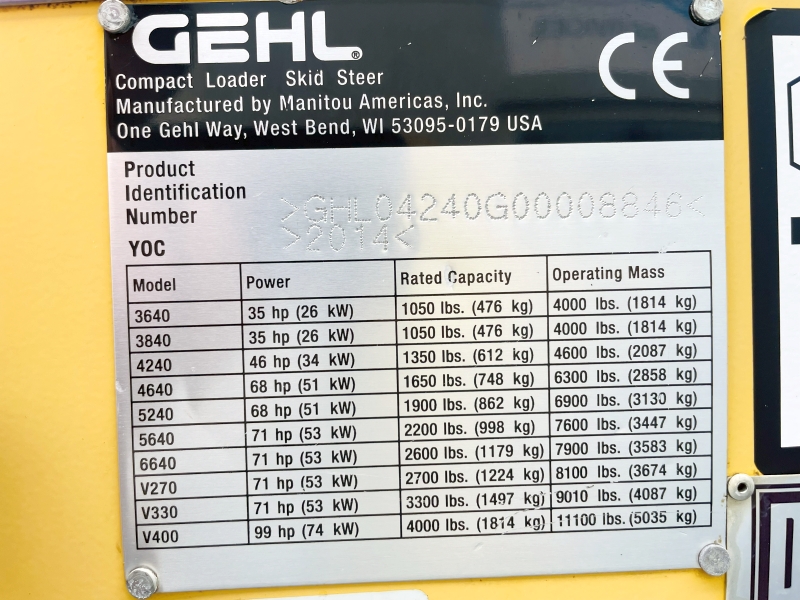 GEHL®
Compact Loader Skid Steer
Manufactured by Manitou Americas, Inc.
One Gehl Way, West Bend, WI 53095-0179 USA
CE
Product
Identification
Number >GHL04240G00008846<
YOC >2014<
Model Power Rated Capacity Operating Mass
3640 35 hp (26 kW) 1050 lbs. (476 kg) 4000 lbs. (1814 kg)
3840 35 hp (26 kW) 1050 lbs. (476 kg) 4000 lbs. (1814 kg)
4240 46 hp (34 kW) 1350 lbs. (612 kg) 4600 lbs. (2087 kg)
4640 68 hp (51 kW) 1650 lbs. (748 kg) 6300 lbs. (2858 kg)
5240 68 hp (51 kW) 1900 lbs. (862 kg) 6900 lbs. (3130 kg)
5640 71 hp (53 kW) 2200 lbs. (998 kg) 7600 lbs. (3447 kg)
6640 71 hp (53 kW) 2600 lbs. (1179 kg) 7900 lbs. (3583 kg)
V270 71 hp (53 kW) 2700 lbs. (1224 kg) 8100 lbs. (3674 kg)
V330 71 hp (53 kW) 3300 lbs. (1497 kg) 9010 lbs. (4087 kg)
V400 99 hp (74 kW) 4000 lbs. (1814 kg) 11100 lbs. (5035 kg)